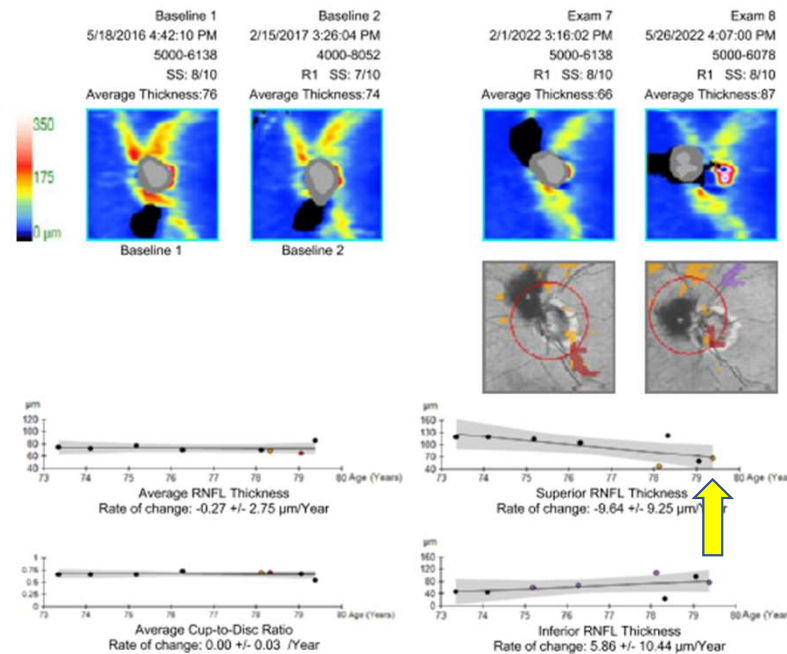 Baseline 1
5/18/2016 4:42:10 PM
5000-6138
SS: 8/10
Average Thickness:76
Baseline 2
2/15/2017 3:26:04 PM
4000-8052
R1 SS: 7/10
Average Thickness:74
Exam 7
2/1/2022 3:16:02 PM
5000-6138
R1 SS: 8/10
Average Thickness:66
Exam 8
5/26/2022 4:07:00 PM
5000-6078
R1 SS: 8/10
Average Thickness:87
350
175
0 µm
Baseline 1
Baseline 2
µm
120
100
80
60
40
73 74 75 76 77 78 79 80 Age (Years)
Average RNFL Thickness
Rate of change: -0.27 +/- 2.75 µm/Year
µm
160
130
100
70
40
73 74 75 76 77 78 79 80 Age (Years)
Superior RNFL Thickness
Rate of change: -9.64 +/- 9.25 µm/Year
1
0.75
0.5
0.25
0
73 74 75 76 77 78 79 80 Age (Years)
Average Cup-to-Disc Ratio
Rate of change: 0.00 +/- 0.03 /Year
µm
160
120
80
40
0
73 74 75 76 77 78 79 80 Age (Years)
Inferior RNFL Thickness
Rate of change: 5.86 +/- 10.44 µm/Year